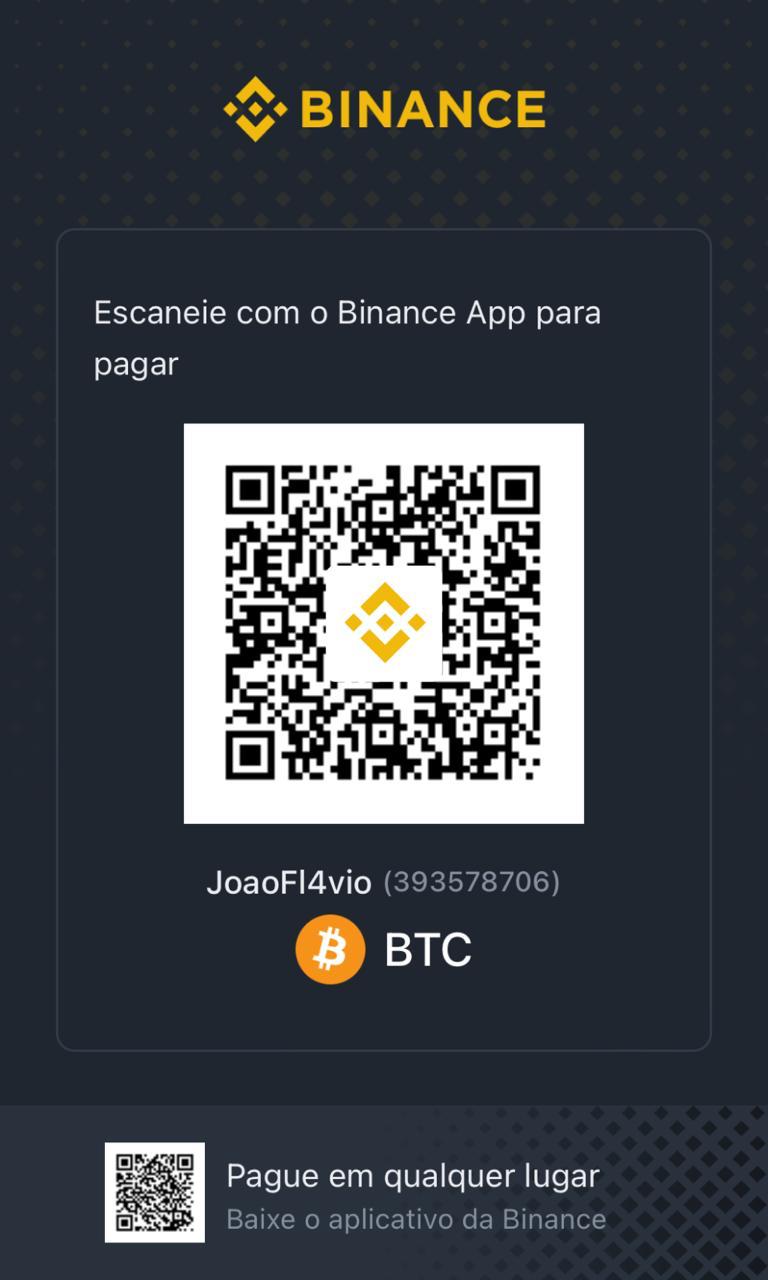 BINANCE
Escaneie com o Binance App para
pagar
JoaoFl4vio (393578706)
BTC
Pague em qualquer lugar
Baixe o aplicativo da Binance